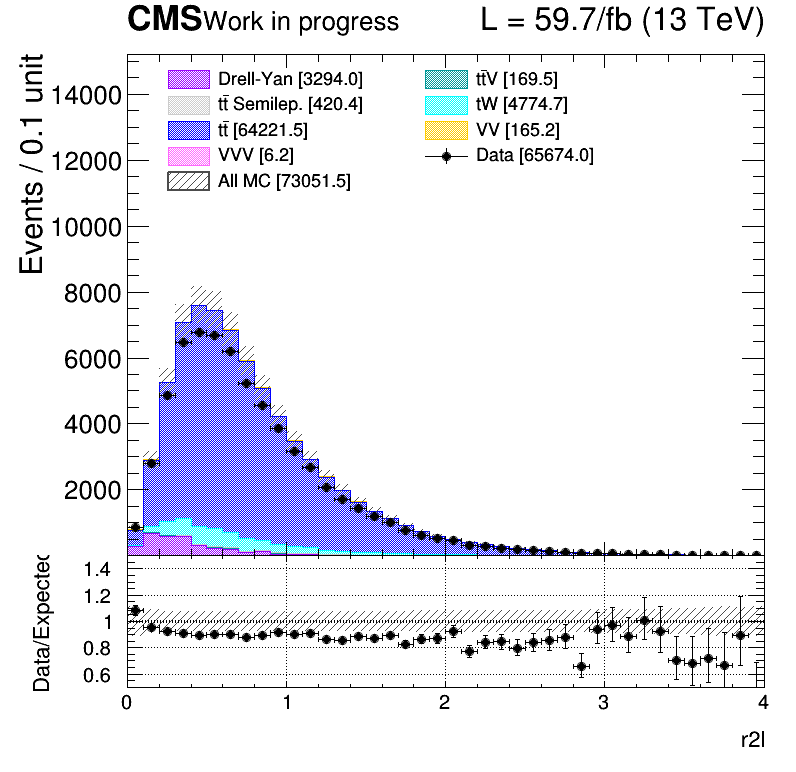 CMS Work in progress L = 59.7/fb (13 TeV)
Events / 0.1 unit
14000
12000
10000
8000
6000
4000
2000
Drell-Yan [3294.0]
tt̄ Semilep. [420.4]
tt̄ [64221.5]
VVV [6.2]
All MC [73051.5]
tt̄V [169.5]
tW [4774.7]
VV [165.2]
Data [65674.0]
Data/Expected
1.4
1.2
1
0.8
0.6
0 1 2 3 4
r2l